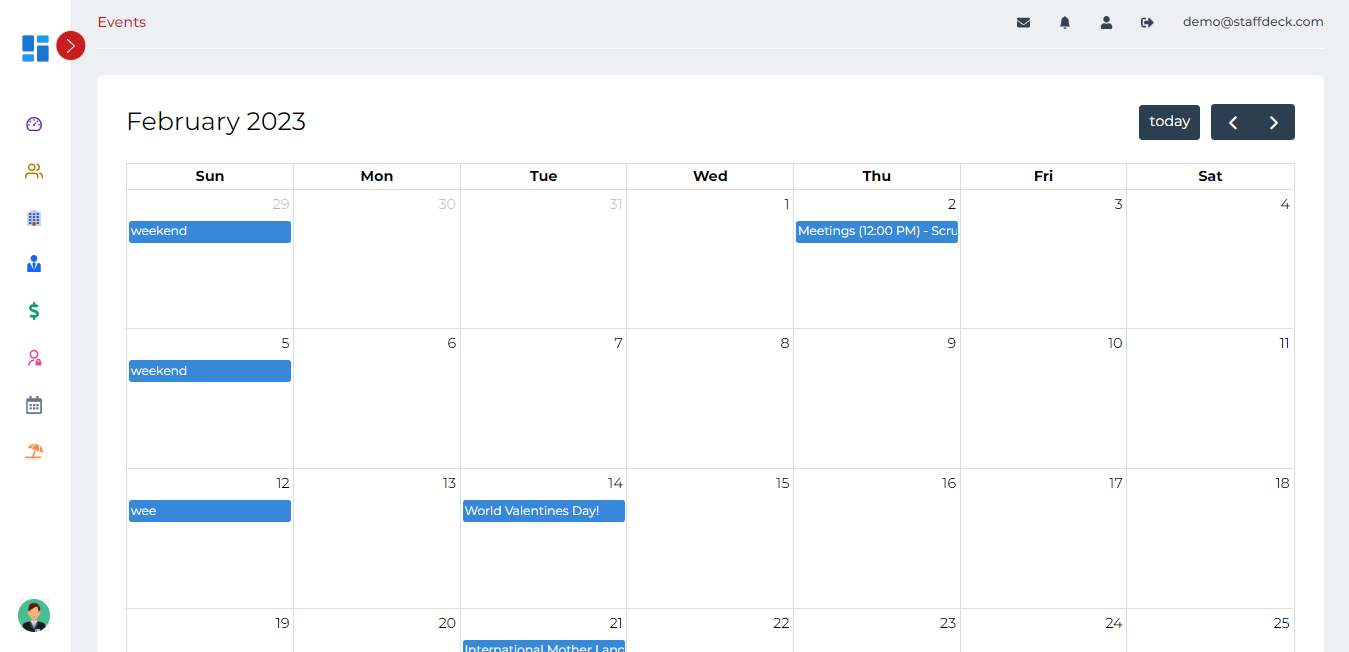 Events
demo@staffdeck.com
February 2023
today
Sun Mon Tue Wed Thu Fri Sat
29 30 31 1 2 3 4
weekend
Meetings (12:00 PM) - Scru
5 6 7 8 9 10 11
weekend
12 13 14 15 16 17 18
wee
World Valentines Day!
19 20 21 22 23 24 25
International Mother Lang